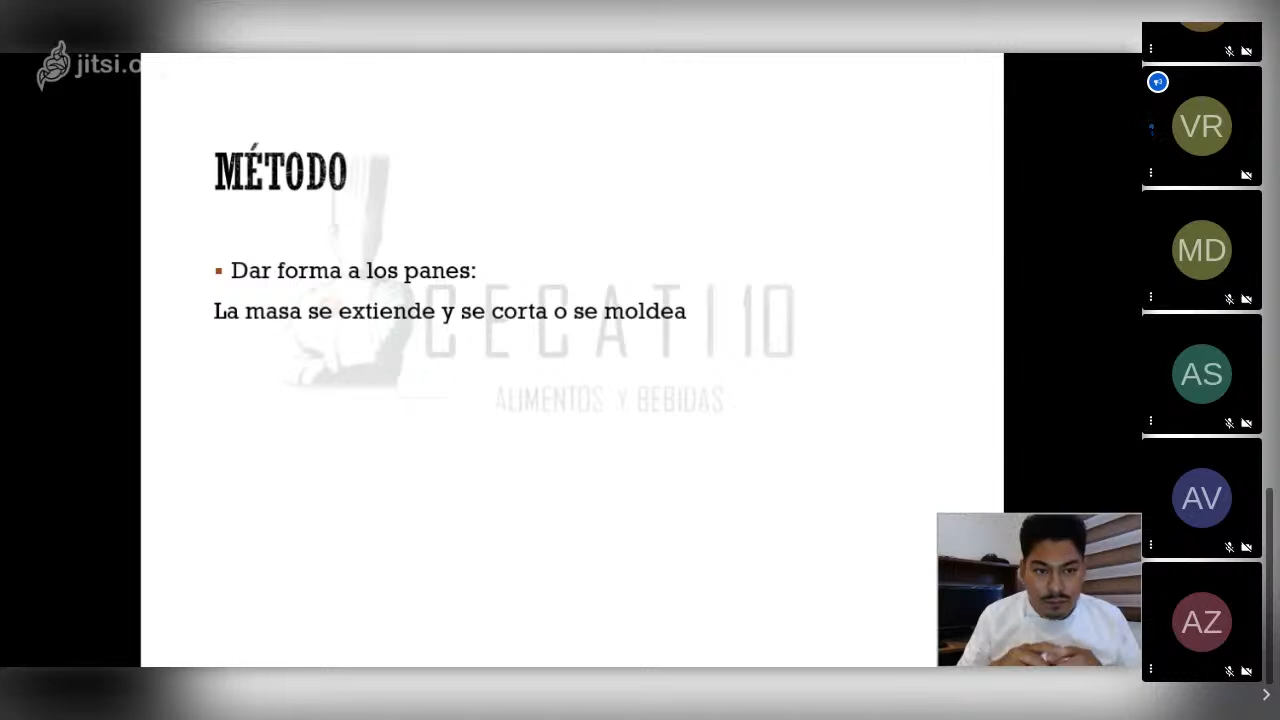 jitsi.o
MÉTODO
Dar forma a los panes:
La masa se extiende y se corta o se moldea
CECATI 10
ALIMENTOS Y BEBIDAS
VR
MD
AS
AV
AZ